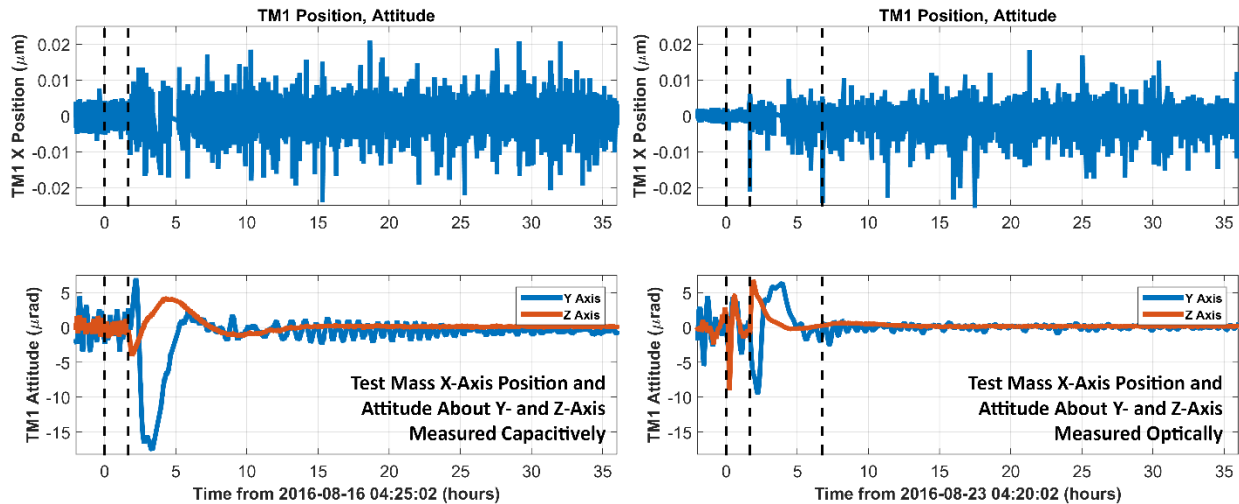 TM1 Position, Attitude
TM1 X Position (μm)
0.02
0.01
0
-0.01
-0.02
0 5 10 15 20 25 30 35
TM1 Attitude (μrad)
5
0
-5
-10
-15
Y Axis
Z Axis
Test Mass X-Axis Position and
Attitude About Y- and Z-Axis
Measured Capacitively
0 5 10 15 20 25 30 35
Time from 2016-08-16 04:25:02 (hours)
TM1 Position, Attitude
TM1 X Position (μm)
0.02
0.01
0
-0.01
-0.02
0 5 10 15 20 25 30 35
TM1 Attitude (μrad)
5
0
-5
-10
-15
Y Axis
Z Axis
Test Mass X-Axis Position and
Attitude About Y- and Z-Axis
Measured Optically
0 5 10 15 20 25 30 35
Time from 2016-08-23 04:20:02 (hours)